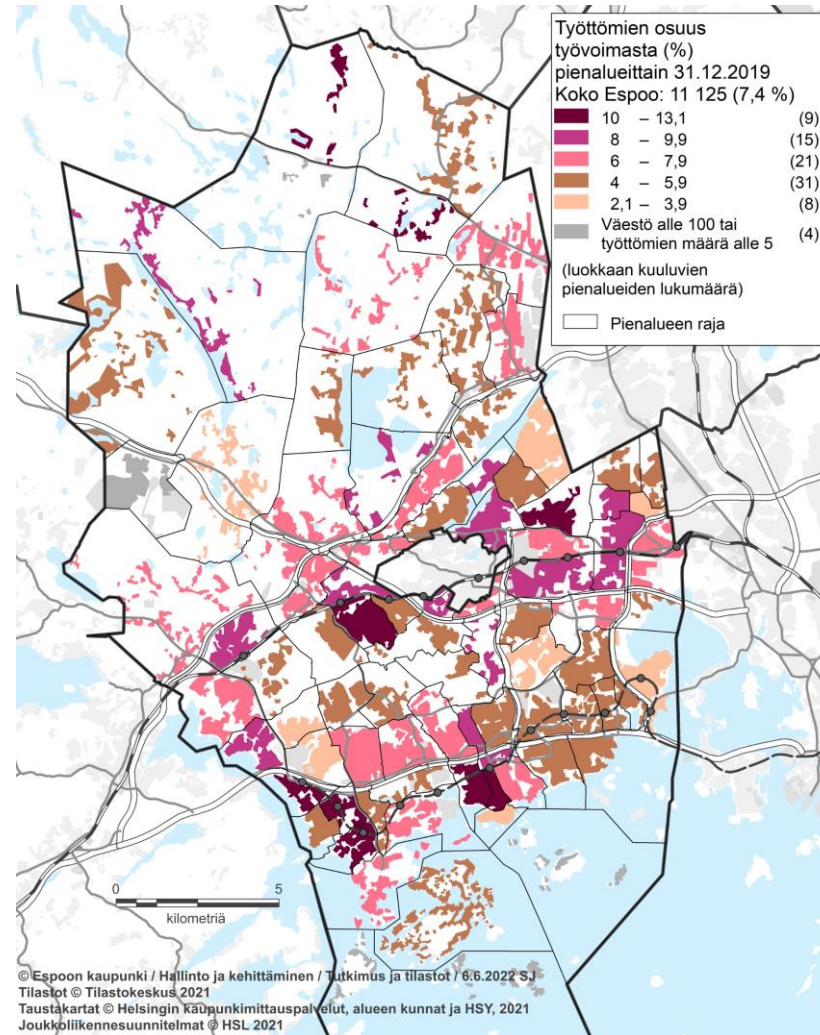 Työttömien osuus
työvoimasta (%)
pienalueittain 31.12.2019
Koko Espoo: 11 125 (7,4 %)
10 – 13,1 (9)
8 – 9,9 (15)
6 – 7,9 (21)
4 – 5,9 (31)
2,1 – 3,9 (8)
Väestö alle 100 tai
työttömien määrä alle 5 (4)
(luokkaan kuuluvien
pienalueiden lukumäärä)
Pienalueen raja
0 5
kilometriä
© Espoon kaupunki / Hallinto ja kehittäminen / Tutkimus ja tilastot / 6.6.2022 SJ
Tilastot © Tilastokeskus 2021
Taustakartat © Helsingin kaupunkimittauspalvelut, alueen kunnat ja HSY, 2021
Joukkoliikennesuunnitelmat © HSL 2021